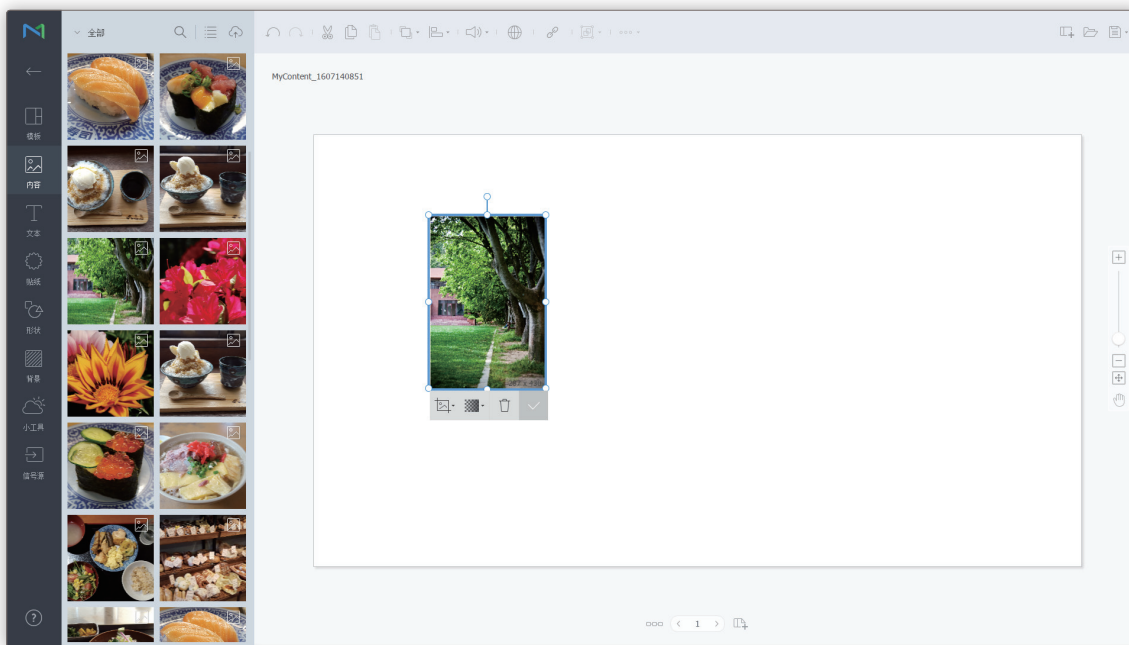 全部
MyContent_1607140851
模板
内容
文本
贴纸
形状
背景
小工具
信号源
?
1